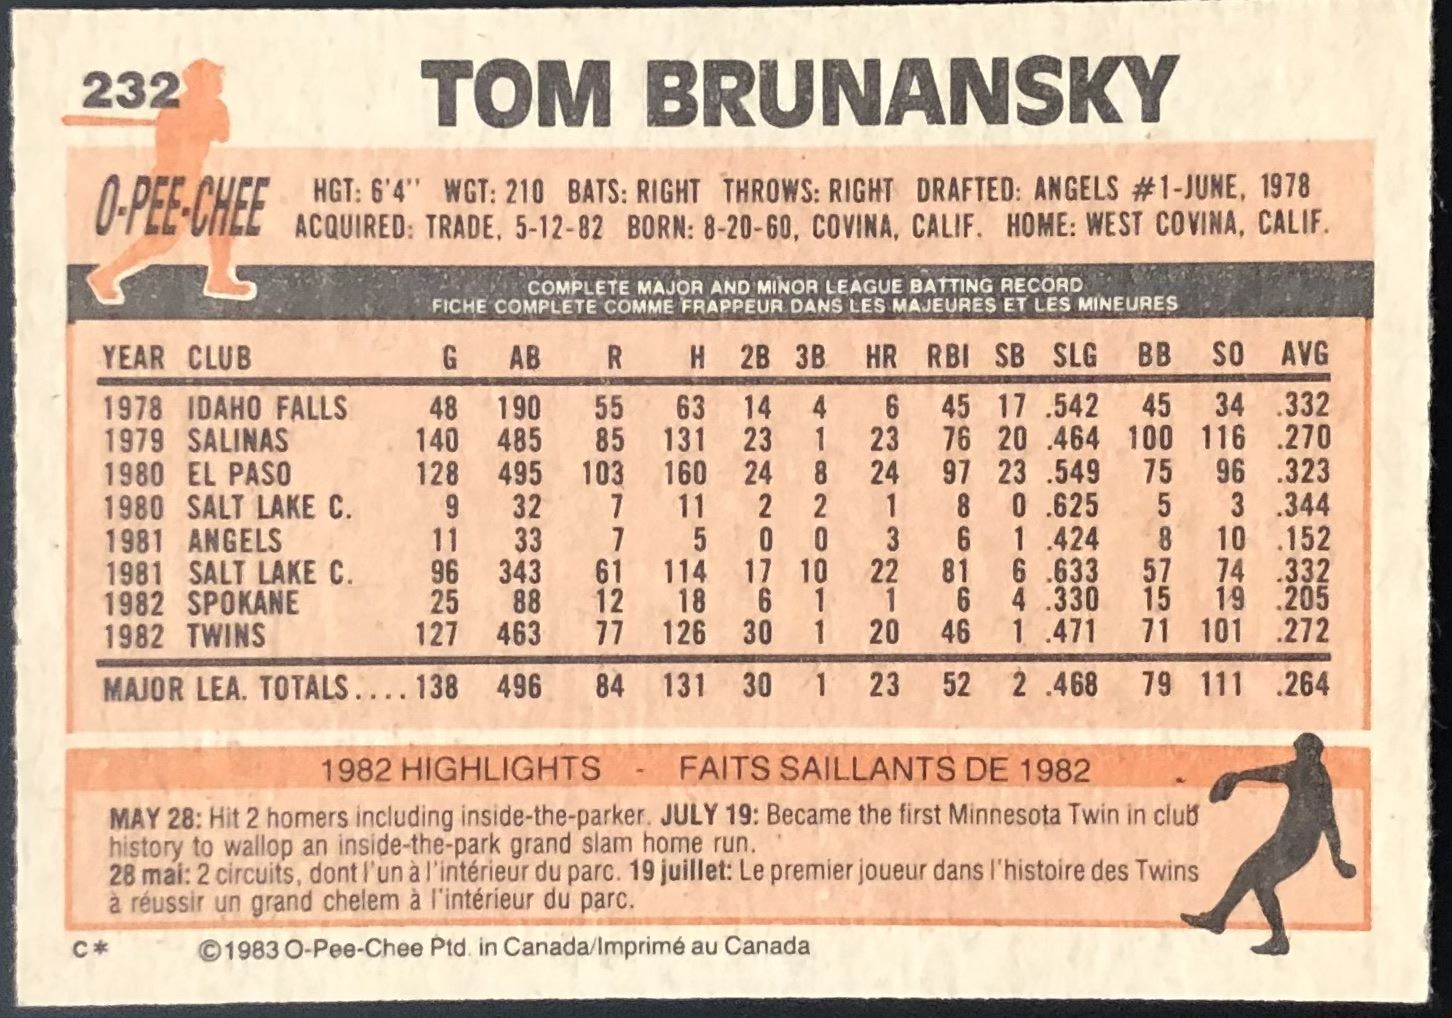 232
TOM BRUNANSKY
O-PEE-CHEE
HGT: 6'4" WGT: 210 BATS: RIGHT THROWS: RIGHT DRAFTED: ANGELS #1-JUNE, 1978
ACQUIRED: TRADE, 5-12-82 BORN: 8-20-60, COVINA, CALIF. HOME: WEST COVINA, CALIF.
COMPLETE MAJOR AND MINOR LEAGUE BATTING RECORD
FICHE COMPLETE COMME FRAPPEUR DANS LES MAJEURES ET LES MINEURES
YEAR CLUB G AB R H 2B 3B HR RBI SB SLG BB SO AVG
1978 IDAHO FALLS 48 190 55 63 14 4 6 45 17 .542 45 34 .332
1979 SALINAS 140 485 85 131 23 1 23 76 20 .464 100 116 .270
1980 EL PASO 128 495 103 160 24 8 24 97 23 .549 75 96 .323
1980 SALT LAKE C. 9 32 7 11 2 2 1 8 0 .625 5 3 .344
1981 ANGELS 11 33 7 5 0 0 3 6 1 .424 8 10 .152
1981 SALT LAKE C. 96 343 61 114 17 10 22 81 6 .633 57 74 .332
1982 SPOKANE 25 88 12 18 6 1 1 6 4 .330 15 19 .205
1982 TWINS 127 463 77 126 30 1 20 46 1 .471 71 101 .272
MAJOR LEA. TOTALS.... 138 496 84 131 30 1 23 52 2 .468 79 111 .264
1982 HIGHLIGHTS - FAITS SAILLANTS DE 1982
MAY 28: Hit 2 homers including inside-the-parker. JULY 19: Became the first Minnesota Twin in club
history to wallop an inside-the-park grand slam home run.
28 mai: 2 circuits, dont l'un à l'intérieur du parc. 19 juillet: Le premier joueur dans l'histoire des Twins
à réussir un grand chelem à l'intérieur du parc.
C* ©1983 O-Pee-Chee Ptd. in Canada/Imprimé au Canada